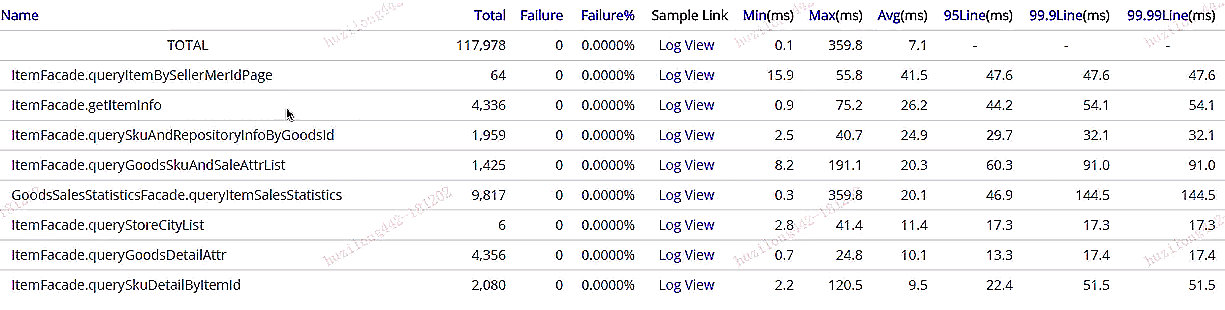 Name Total Failure Failure% Sample Link Min(ms) Max(ms) Avg(ms) 95Line(ms) 99.9Line(ms) 99.99Line(ms)
TOTAL 117,978 0 0.0000% Log View 0.1 359.8 7.1 - - -
ItemFacade.queryItemBySellerMerIdPage 64 0 0.0000% Log View 15.9 55.8 41.5 47.6 47.6 47.6
ItemFacade.getItemInfo 4,336 0 0.0000% Log View 0.9 75.2 26.2 44.2 54.1 54.1
ItemFacade.querySkuAndRepositoryInfoByGoodsId 1,959 0 0.0000% Log View 2.5 40.7 24.9 29.7 32.1 32.1
ItemFacade.queryGoodsSkuAndSaleAttrList 1,425 0 0.0000% Log View 8.2 191.1 20.3 60.3 91.0 91.0
GoodsSalesStatisticsFacade.queryItemSalesStatistics 9,817 0 0.0000% Log View 0.3 359.8 20.1 46.9 144.5 144.5
ItemFacade.queryStoreCityList 6 0 0.0000% Log View 2.8 41.4 11.4 17.3 17.3 17.3
ItemFacade.queryGoodsDetailAttr 4,356 0 0.0000% Log View 0.7 24.8 10.1 13.3 17.4 17.4
ItemFacade.querySkuDetailByItemId 2,080 0 0.0000% Log View 2.2 120.5 9.5 22.4 51.5 51.5